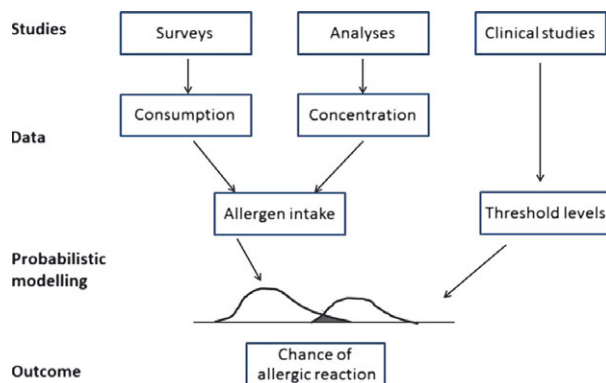 Studies
Surveys
Analyses
Clinical studies
Consumption
Concentration
Data
Allergen intake
Threshold levels
Probabilistic
modelling
Outcome
Chance of
allergic reaction